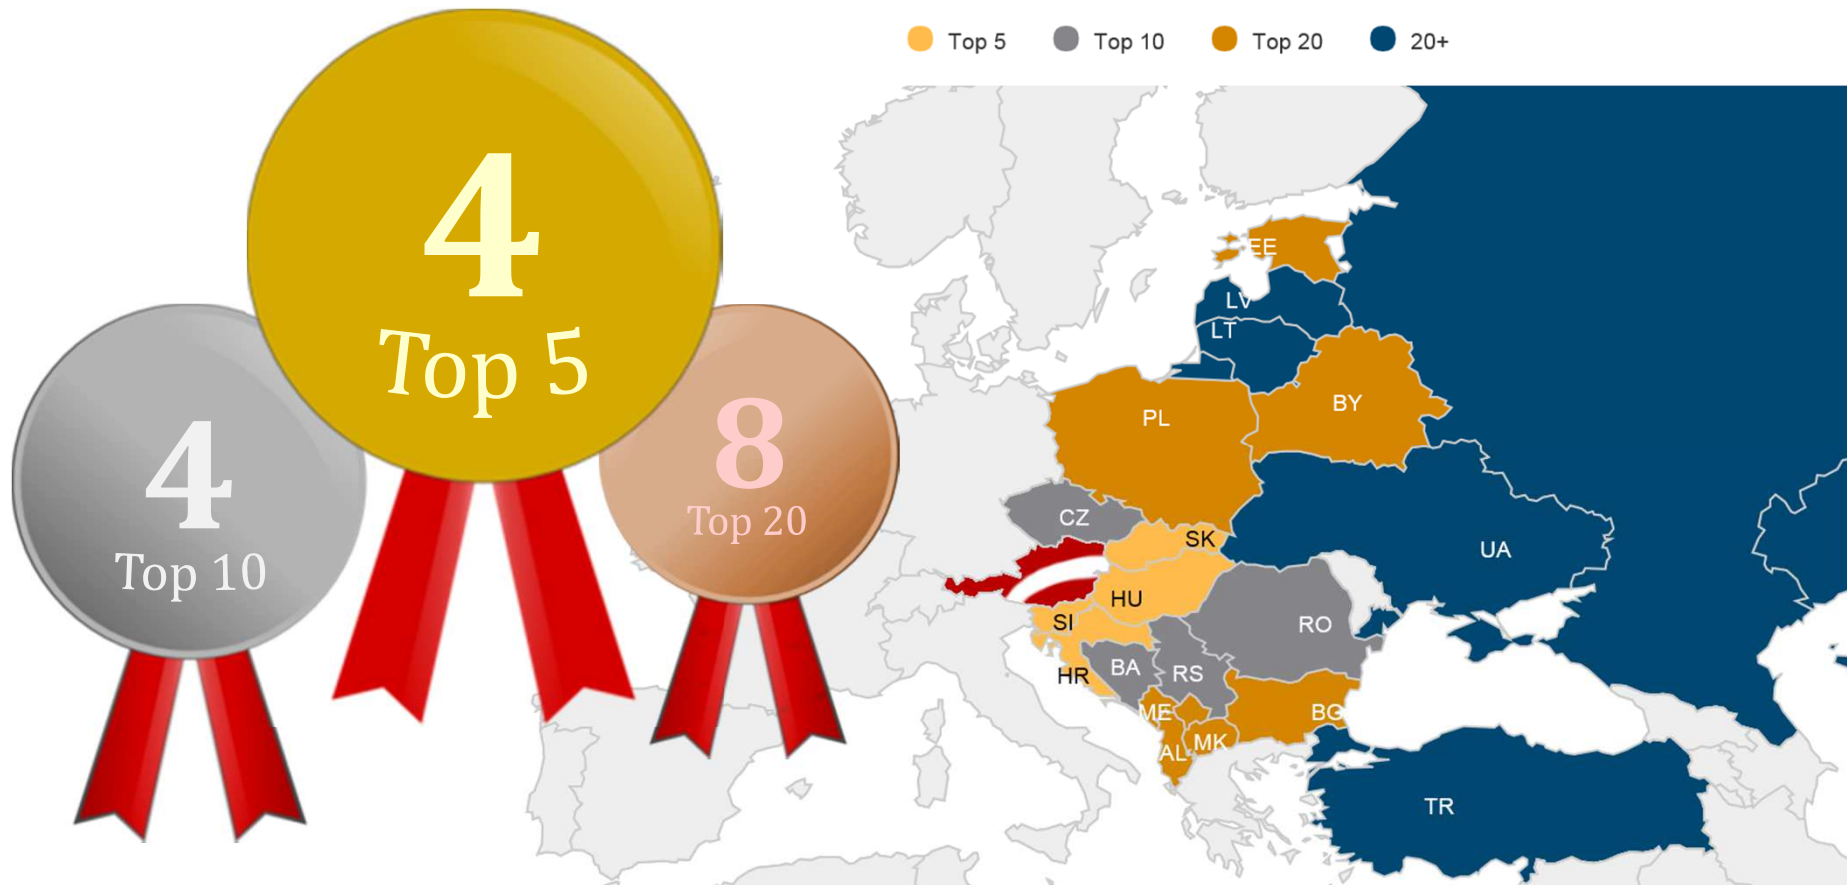 4
Top 5
4
Top 10
8
Top 20
Top 5
Top 10
Top 20
20+
EE
LV
LT
BY
PL
CZ
SK
UA
HU
SI
RO
HR
BA
RS
ME
BG
AL
MK
TR